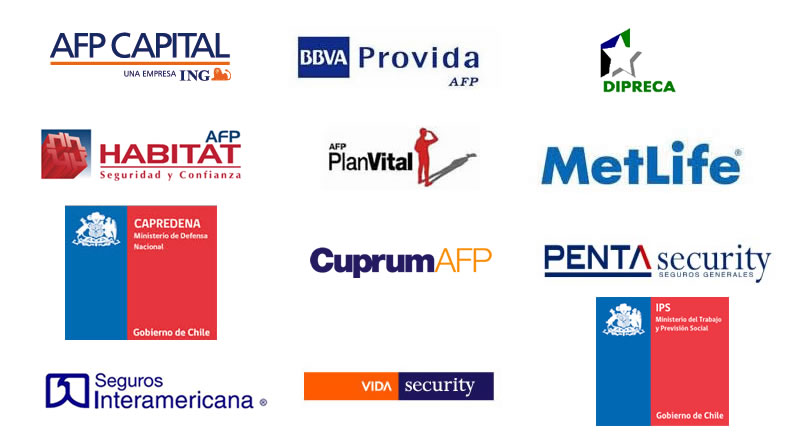 AFP CAPITAL
UNA EMPRESA ING
BBVA Provida
AFP
DIPRECA
AFP
HABITAT
Seguridad y Confianza
AFP
PlanVital
MetLife®
CAPREDENA
Ministerio de Defensa
Nacional
Gobierno de Chile
CuprumAFP
PENTA security
SEGUROS GENERALES
IPS
Ministerio del Trabajo
y Previsión Social
Gobierno de Chile
Seguros
Interamericana ®
VIDA security